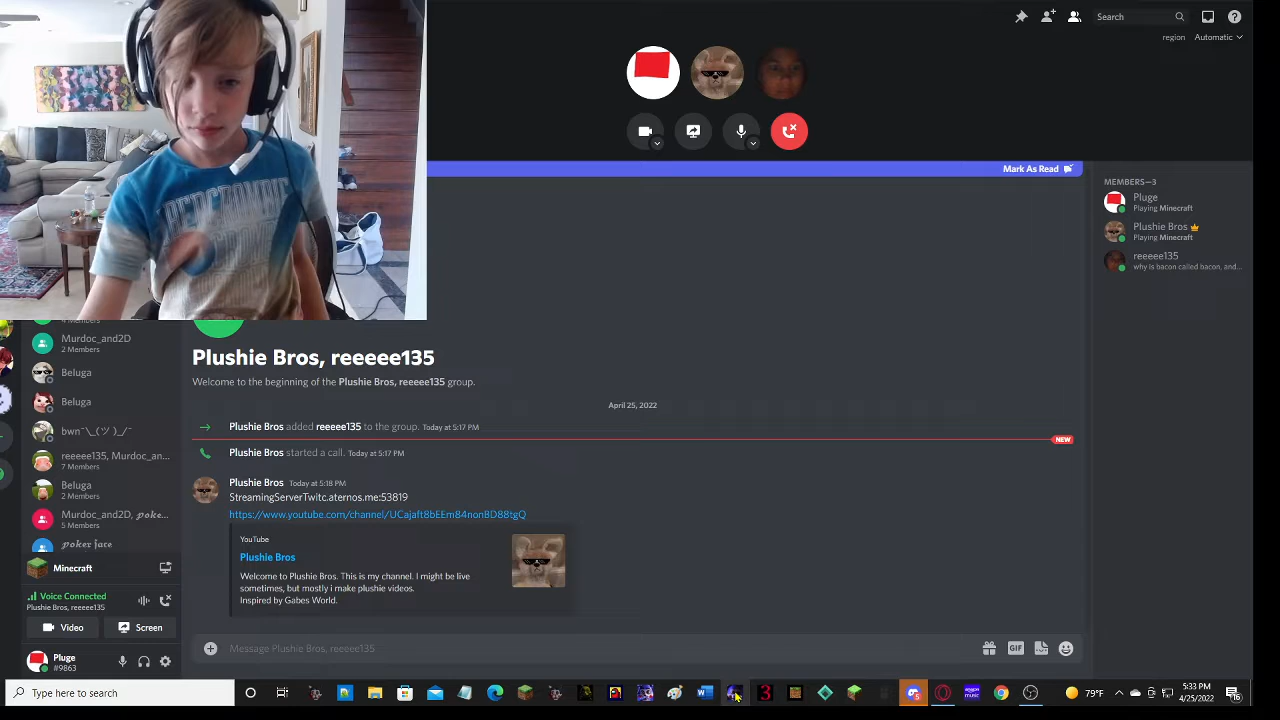 Search
region Automatic
Mark As Read
MEMBERS—3
Pluge
Playing Minecraft
Plushie Bros
Playing Minecraft
reeeee135
why is bacon called bacon, and...
Murdoc_and2D
2 Members
Beluga
Beluga
bwn¯\_(ツ)_/¯
reeeee135, Murdoc_an...
7 Members
Beluga
2 Members
Murdoc_and2D, 𝓹𝓸𝓴𝓮...
5 Members
𝓹𝓸𝓴𝓮𝓻 𝓯𝓪𝓬𝓮
Minecraft
Voice Connected
Plushie Bros, reeeee135
Video
Screen
Pluge
#9863
Plushie Bros, reeeee135
Welcome to the beginning of the Plushie Bros, reeeee135 group.
April 25, 2022
Plushie Bros added reeeee135 to the group. Today at 5:17 PM
NEW
Plushie Bros started a call. Today at 5:17 PM
Plushie Bros Today at 5:18 PM
StreamingServerTwitc.aternos.me:53819
https://www.youtube.com/channel/UCajaft8bEEm84nonBD88tgQ
YouTube
Plushie Bros
Welcome to Plushie Bros. This is my channel. I might be live
sometimes, but mostly i make plushie videos.
Inspired by Gabes World.
Message Plushie Bros, reeeee135
GIF
Type here to search
5:33 PM
4/25/2022